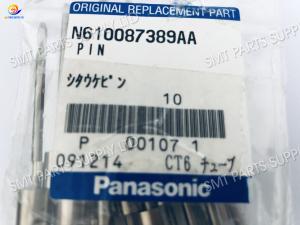 ORIGINAL REPLACEMENT PART
N610087389AA
PIN
シタウケピン
10
P 00107 1
091214 CT6 チューブ
Panasonic